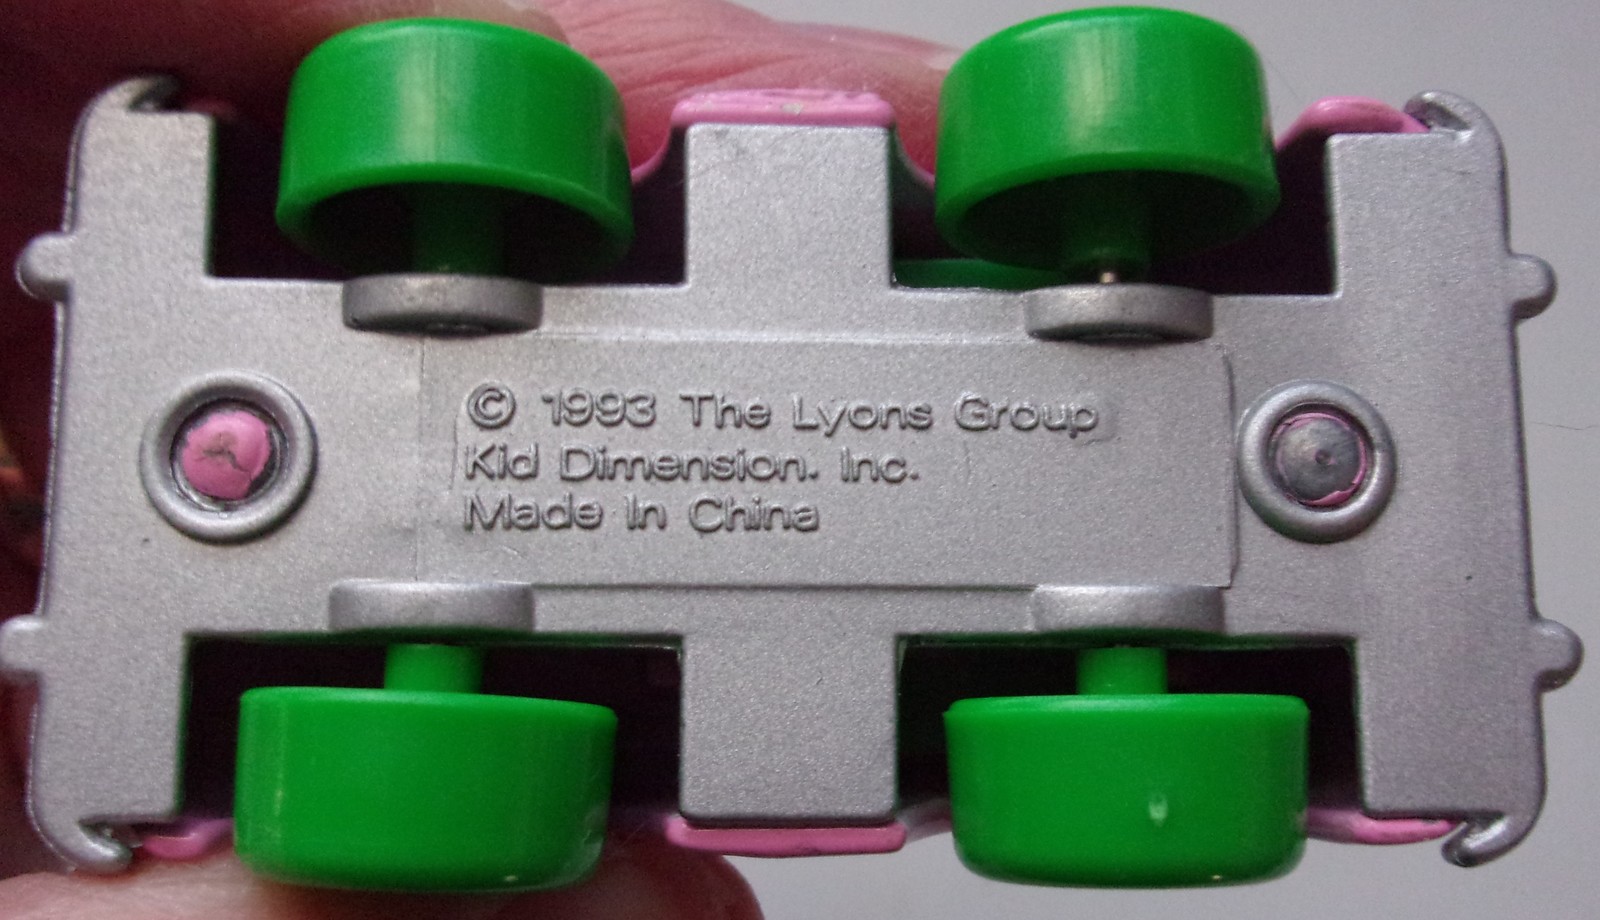 © 1993 The Lyons Group
Kid Dimension. Inc.
Made In China